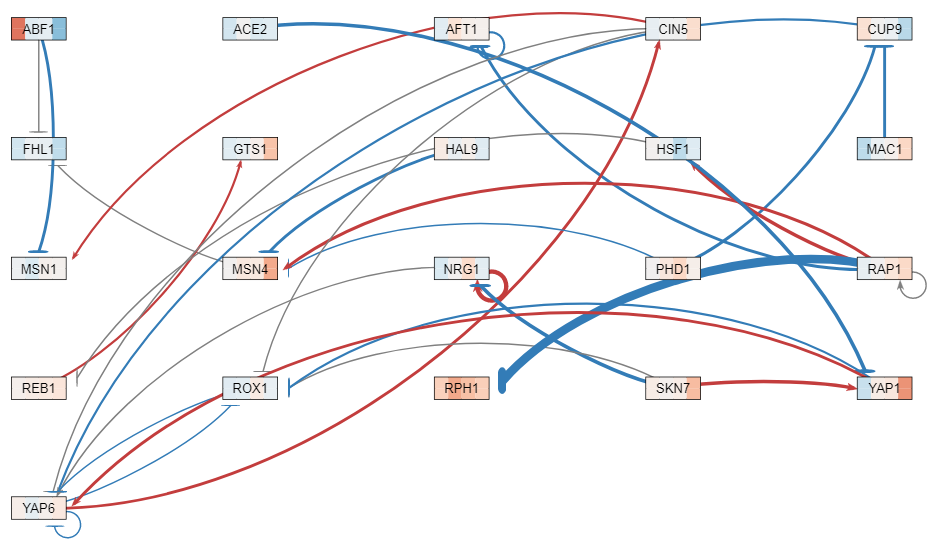 ABF1 ACE2 AFT1 CIN5 CUP9
FHL1 GTS1 HAL9 HSF1 MAC1
MSN1 MSN4 NRG1 PHD1 RAP1
REB1 ROX1 RPH1 SKN7 YAP1
YAP6